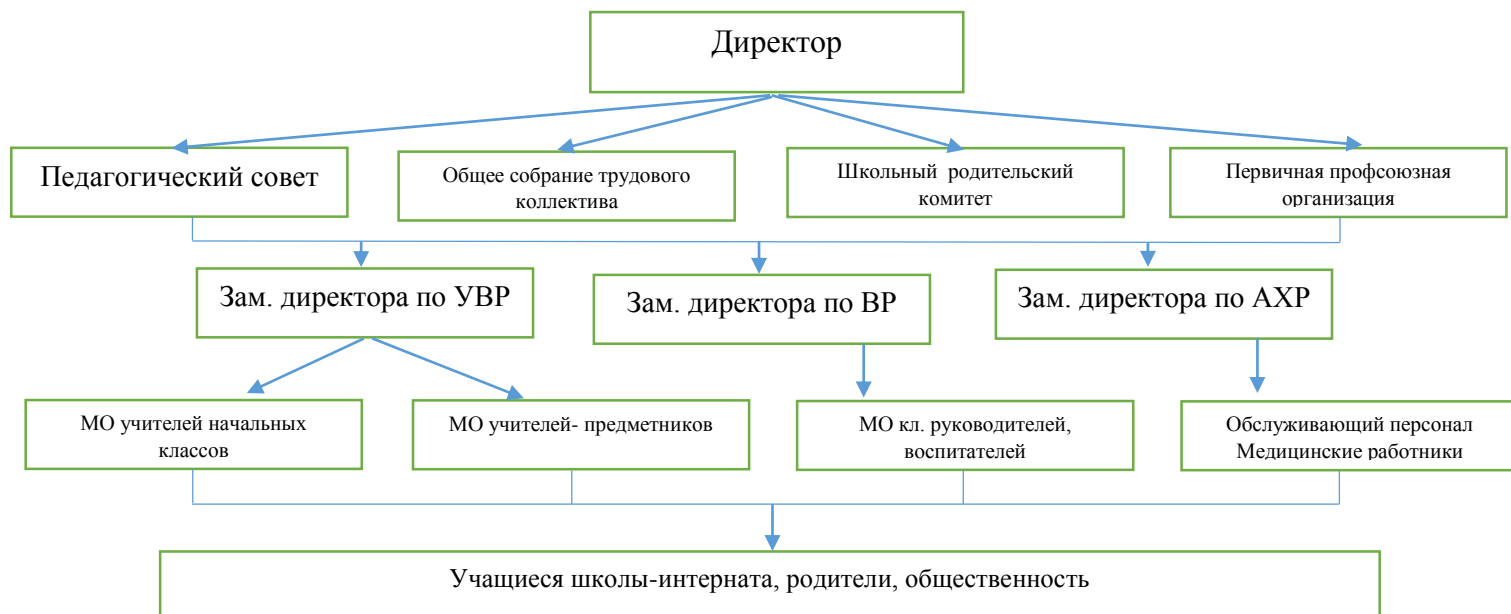 Директор
Педагогический совет
Общее собрание трудового
коллектива
Школьный родительский
комитет
Первичная профсоюзная
организация
Зам. директора по УВР
Зам. директора по ВР
Зам. директора по АХР
МО учителей начальных
классов
МО учителей- предметников
МО кл. руководителей,
воспитателей
Обслуживающий персонал
Медицинские работники
Учащиеся школы-интерната, родители, общественность